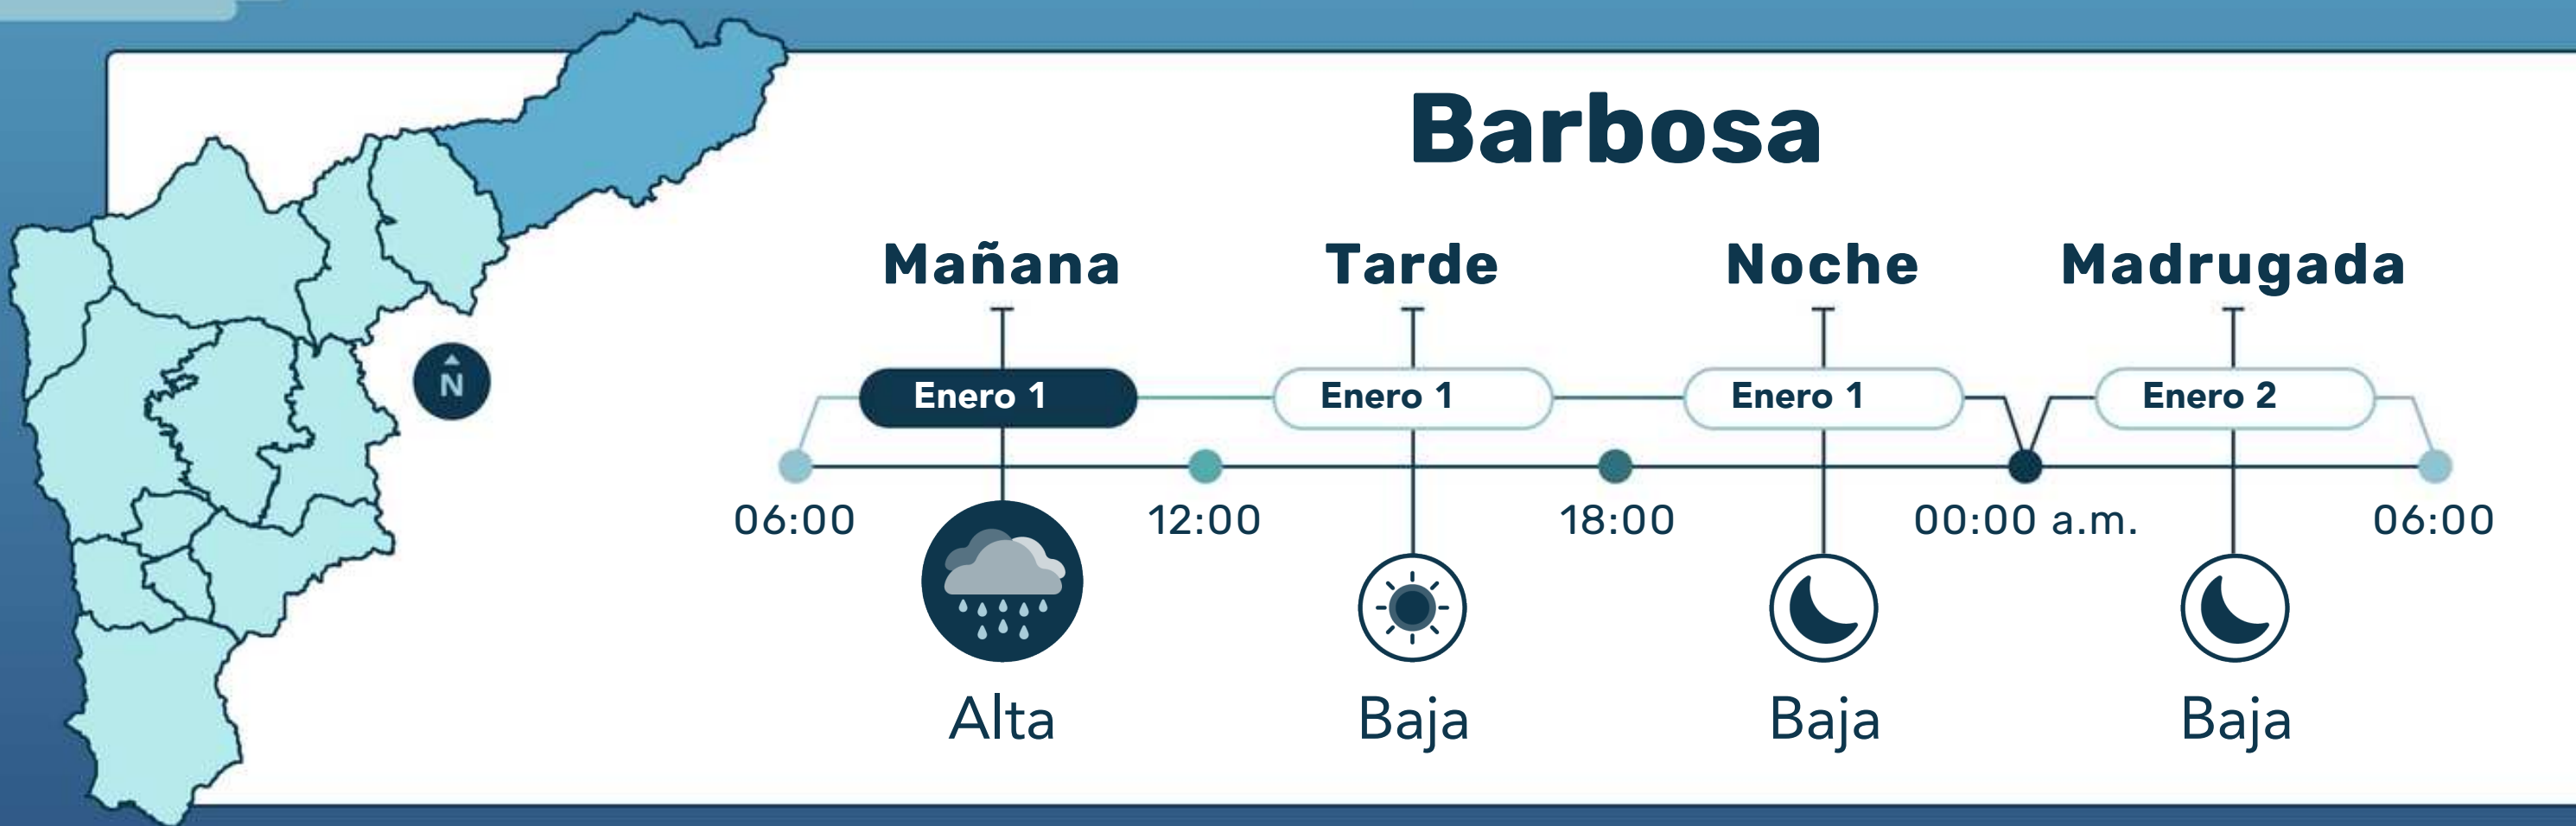 Barbosa
Mañana Tarde Noche Madrugada
Enero 1 Enero 1 Enero 1 Enero 2
N
06:00 12:00 18:00 00:00 a.m. 06:00
Alta Baja Baja Baja